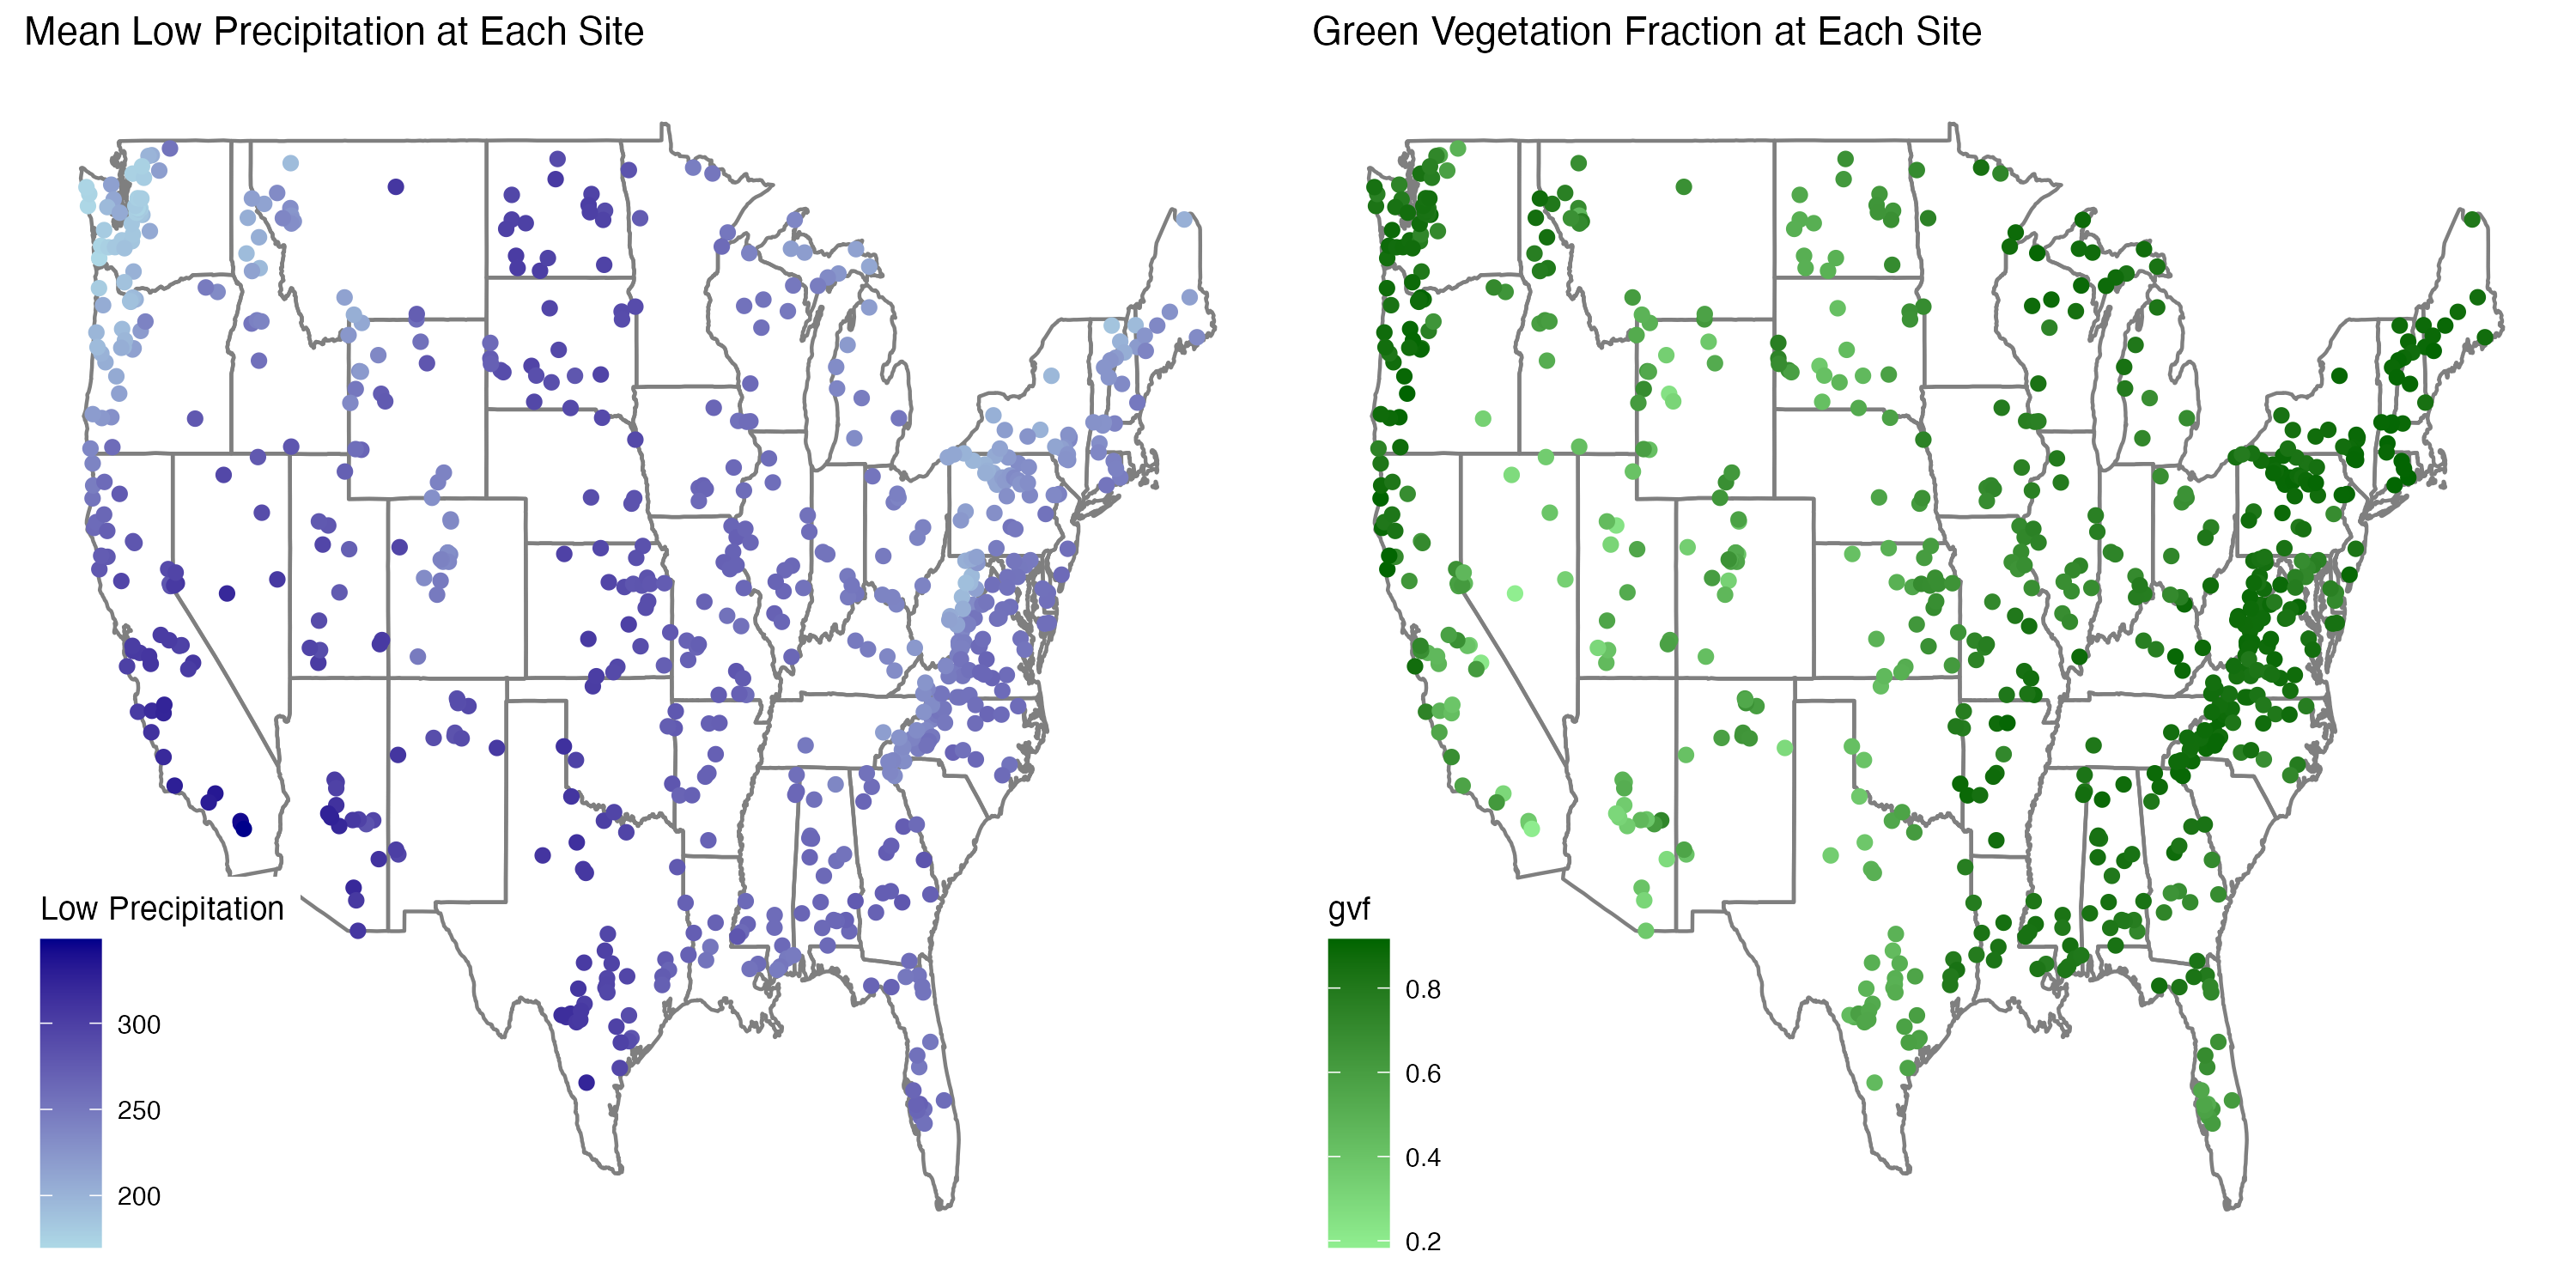 Mean Low Precipitation at Each Site
Green Vegetation Fraction at Each Site
Low Precipitation
300
250
200
gvf
0.8
0.6
0.4
0.2